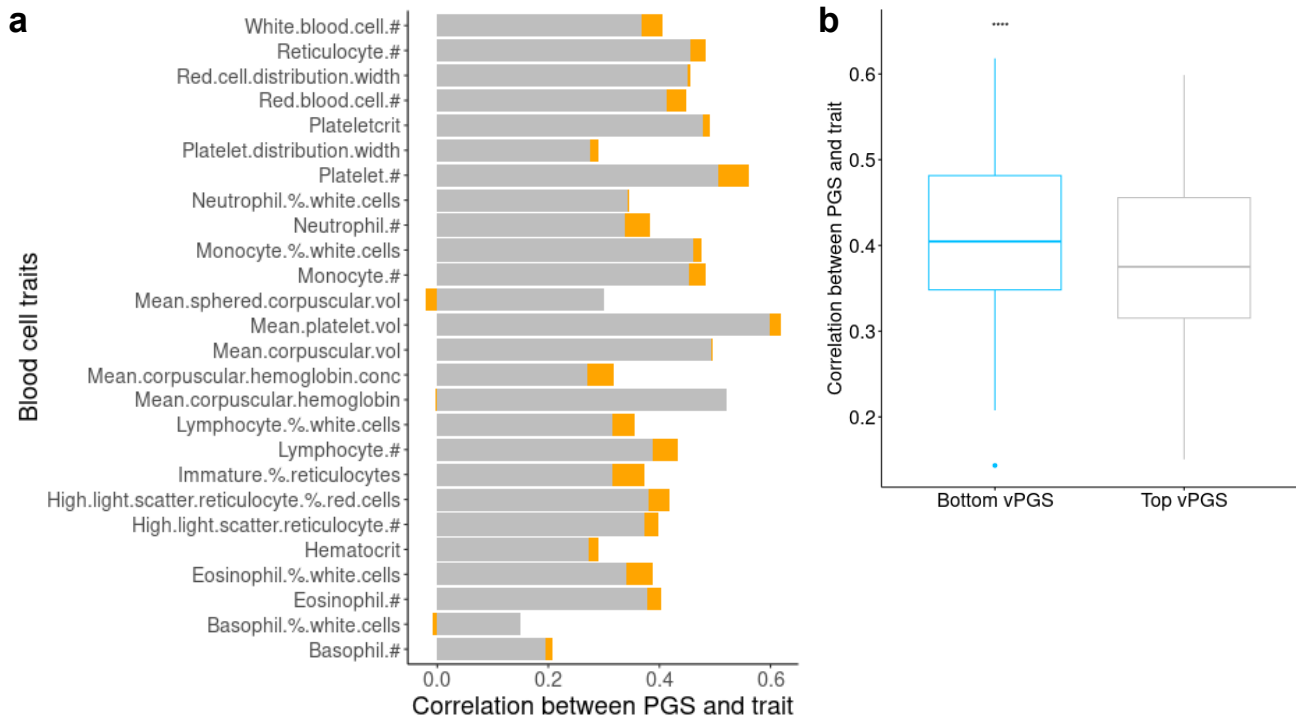 a
White.blood.cell.#
Reticulocyte.#
Red.cell.distribution.width
Red.blood.cell.#
Plateletcrit
Platelet.distribution.width
Platelet.#
Neutrophil.%.white.cells
Neutrophil.#
Monocyte.%.white.cells
Monocyte.#
Mean.sphered.corpuscular.vol
Mean.platelet.vol
Mean.corpuscular.vol
Mean.corpuscular.hemoglobin.conc
Mean.corpuscular.hemoglobin
Lymphocyte.%.white.cells
Lymphocyte.#
Immature.%.reticulocytes
High.light.scatter.reticulocyte.%.red.cells
High.light.scatter.reticulocyte.#
Hematocrit
Eosinophil.%.white.cells
Eosinophil.#
Basophil.%.white.cells
Basophil.#
Blood cell traits
0.0 0.2 0.4 0.6
Correlation between PGS and trait
b
****
0.6
0.5
0.4
0.3
0.2
Correlation between PGS and trait
Bottom vPGS Top vPGS